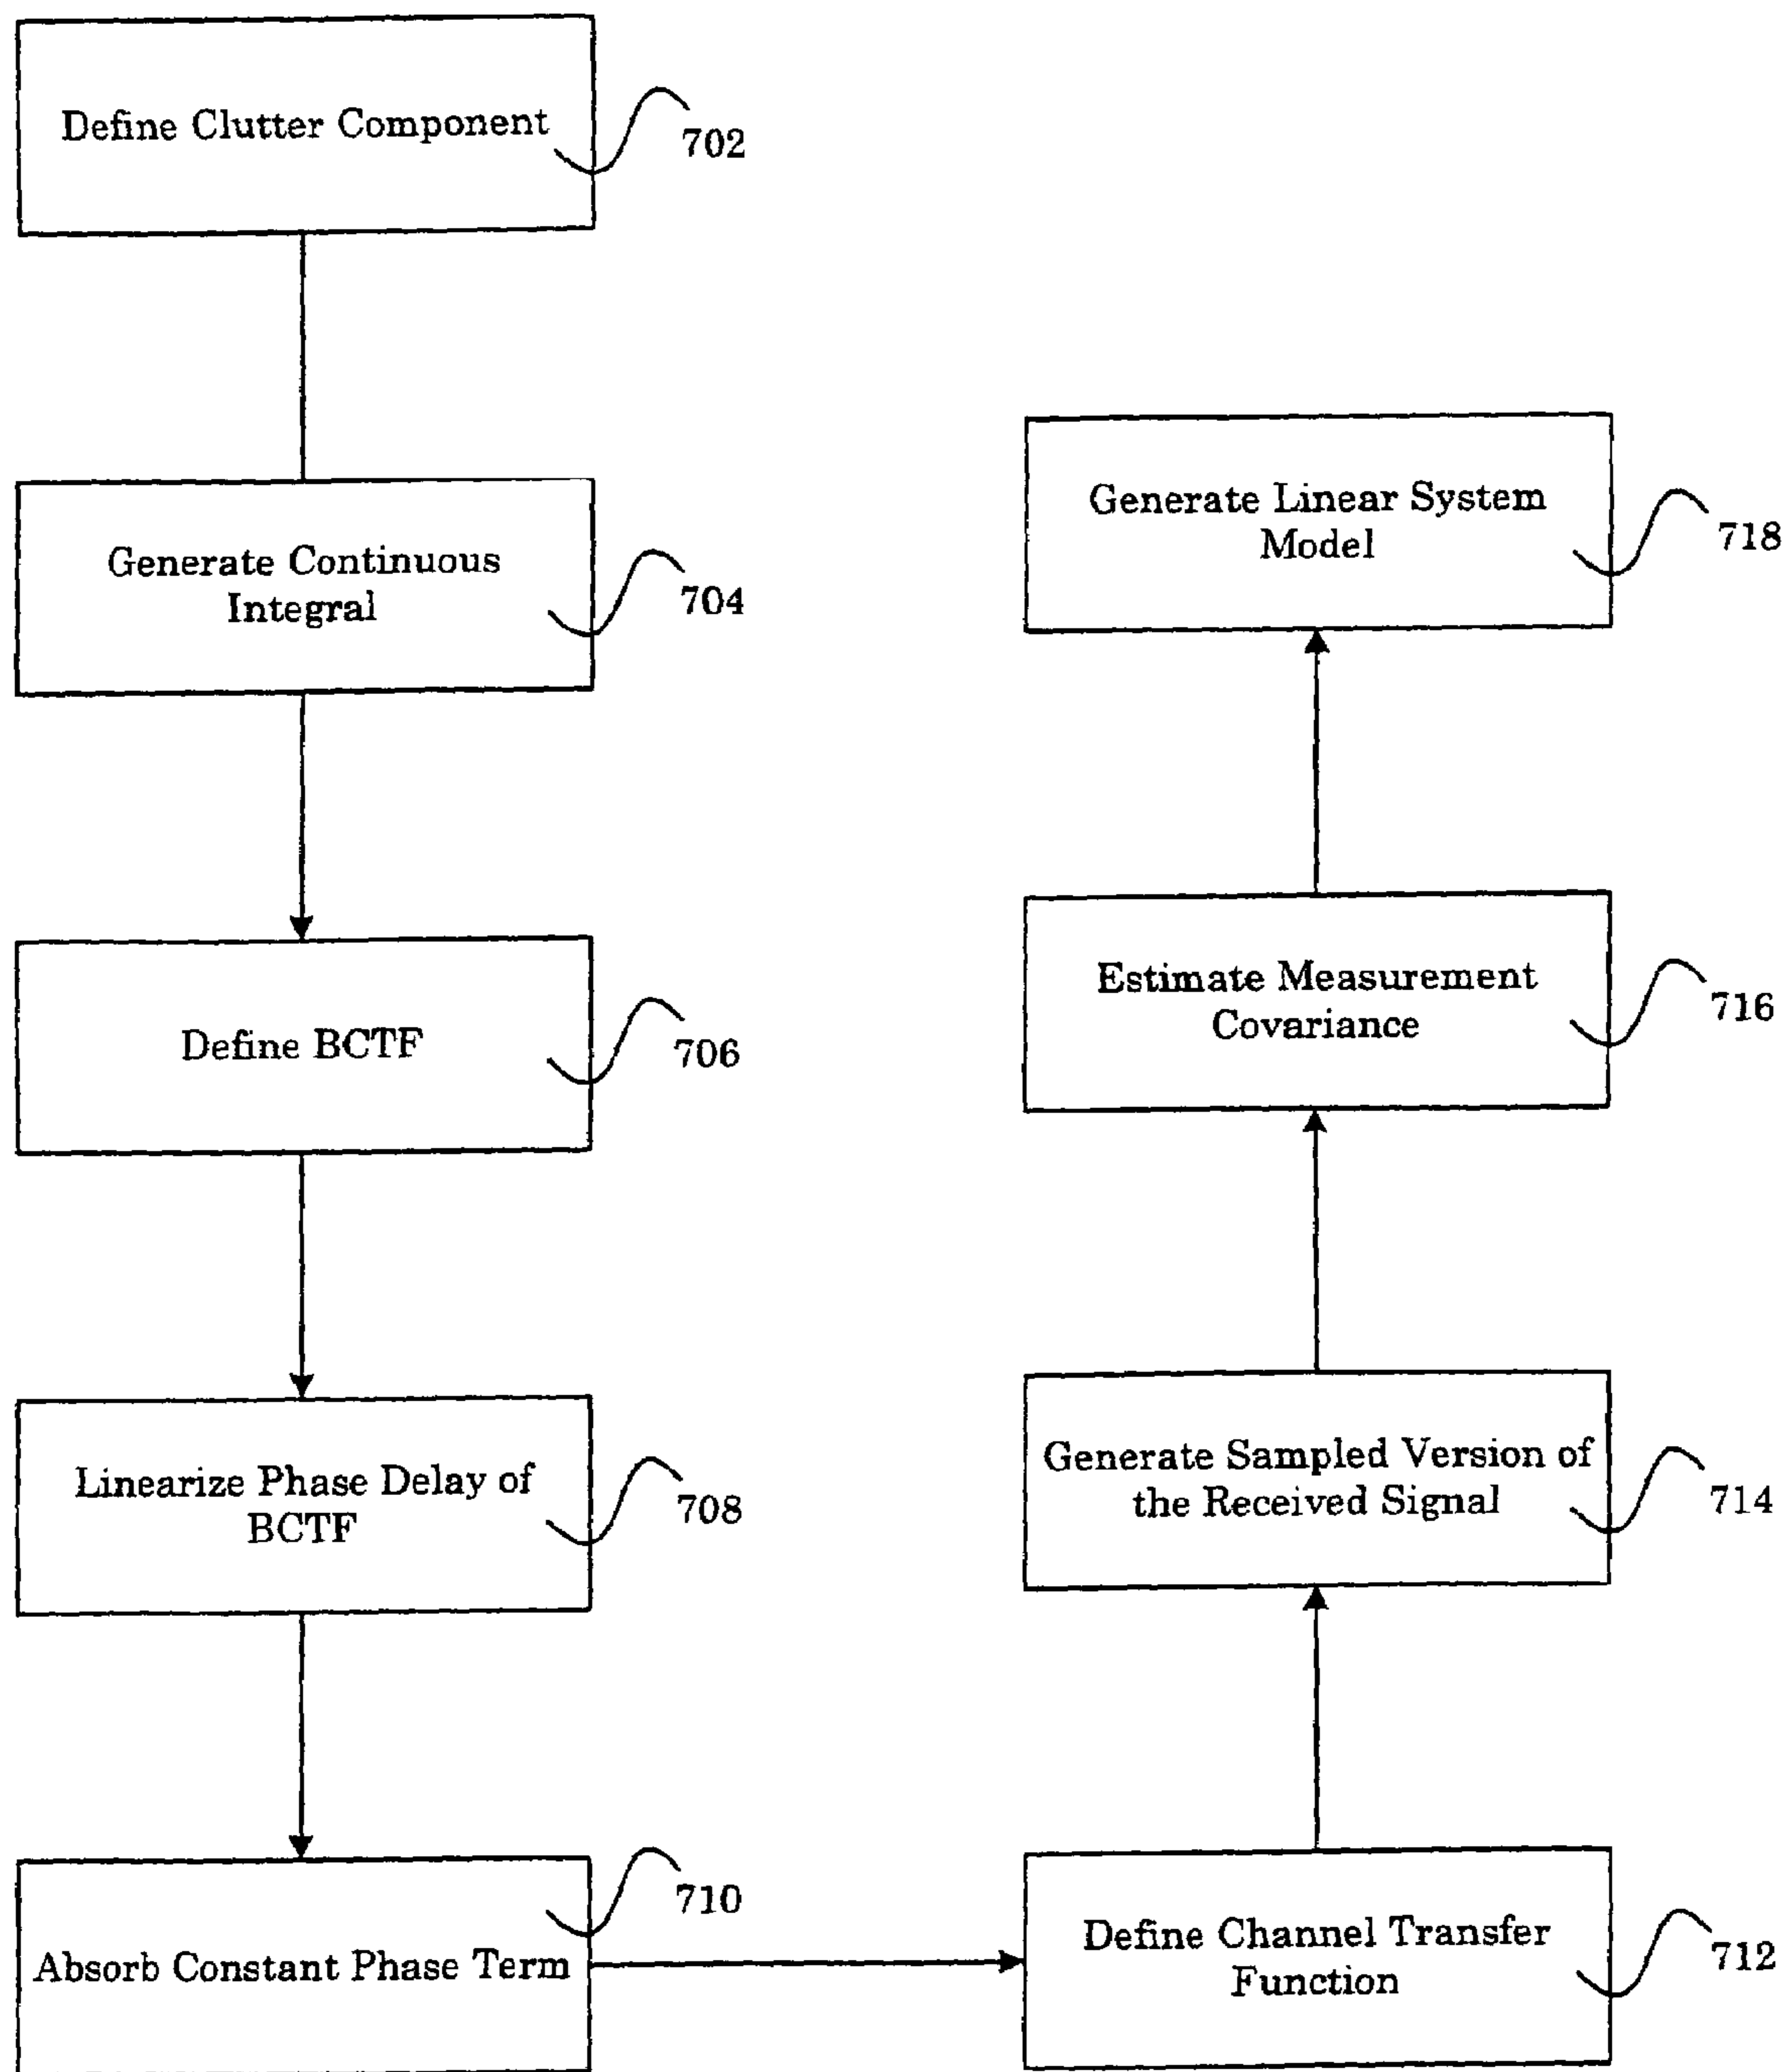 Define Clutter Component
702
Generate Continuous
Integral
704
Define BCTF
706
Linearize Phase Delay of
BCTF
708
Absorb Constant Phase Term
710
Define Channel Transfer
Function
712
Generate Sampled Version of
the Received Signal
714
Estimate Measurement
Covariance
716
Generate Linear System
Model
718